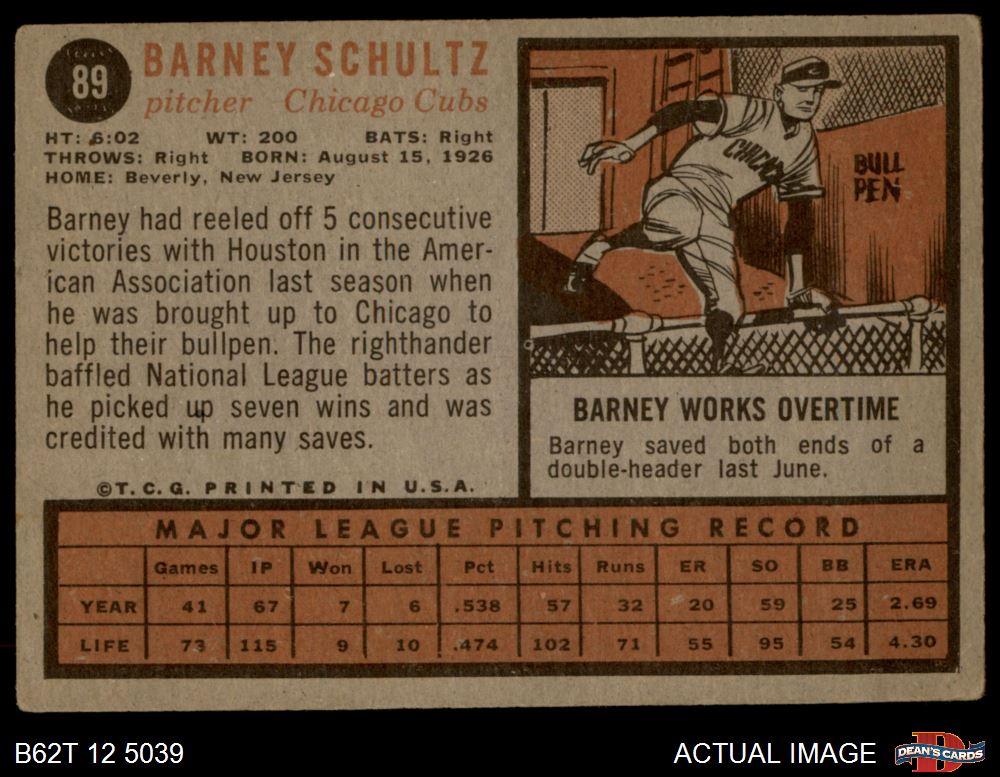 89
BARNEY SCHULTZ
pitcher Chicago Cubs
HT: 6:02 WT: 200 BATS: Right
THROWS: Right BORN: August 15, 1926
HOME: Beverly, New Jersey
Barney had reeled off 5 consecutive
victories with Houston in the Amer-
ican Association last season when
he was brought up to Chicago to
help their bullpen. The righthander
baffled National League batters as
he picked up seven wins and was
credited with many saves.
©T.C.G. PRINTED IN U.S.A.
CHICAGO
BULL
PEN
BARNEY WORKS OVERTIME
Barney saved both ends of a
double-header last June.
MAJOR LEAGUE PITCHING RECORD
Games IP Won Lost Pct Hits Runs ER SO BB ERA
YEAR 41 67 7 6 .538 57 32 20 59 25 2.69
LIFE 73 115 9 10 .474 102 71 55 95 54 4.30
B62T 12 5039 ACTUAL IMAGE DEAN'S CARDS